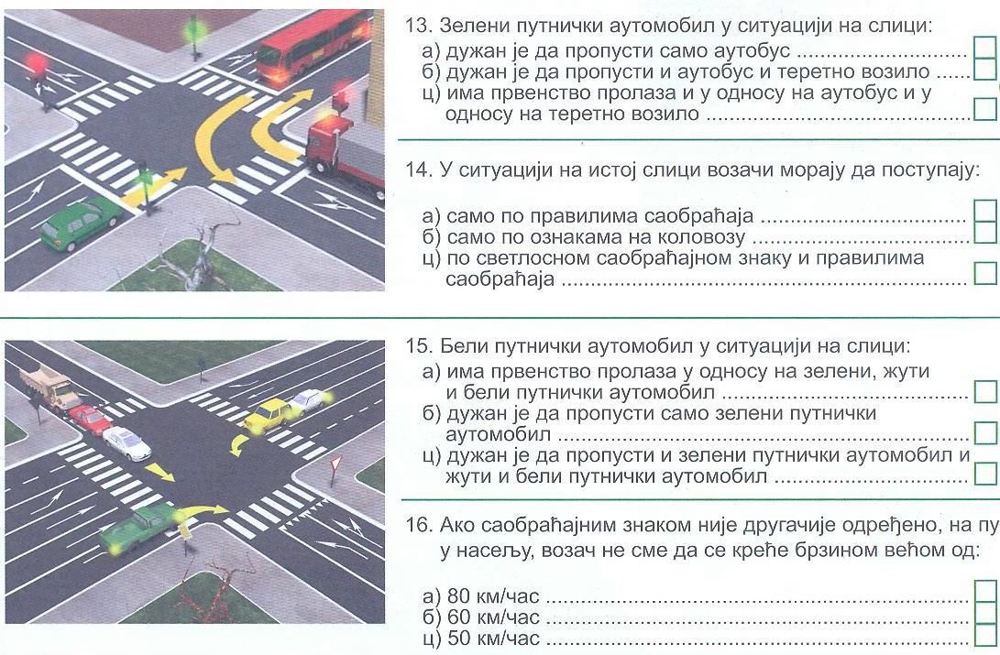 13. Зелени путнички аутомобил у ситуацији на слици:
а) дужан је да пропусти само аутобус ....................................
б) дужан је да пропусти и аутобус и теретно возило ......
ц) има првенство пролаза и у односу на аутобус и у
односу на теретно возило ..................................................
14. У ситуацији на истој слици возачи морају да поступају:
а) само по правилима саобраћаја ..........................................
б) само по ознакама на коловозу ...........................................
ц) по светлосном саобраћајном знаку и правилима
саобраћаја ...........................................................................
15. Бели путнички аутомобил у ситуацији на слици:
а) има првенство пролаза у односу на зелени, жути
и бели путнички аутомобил ................................................
б) дужан је да пропусти само зелени путнички
аутомобил ...........................................................................
ц) дужан је да пропусти и зелени путнички аутомобил и
жути и бели путнички аутомобил .......................................
16. Ако саобраћајним знаком није другачије одређено, на пу
у насељу, возач не сме да се креће брзином већом од:
а) 80 км/час .............................................................................
б) 60 км/час .............................................................................
ц) 50 км/час .............................................................................